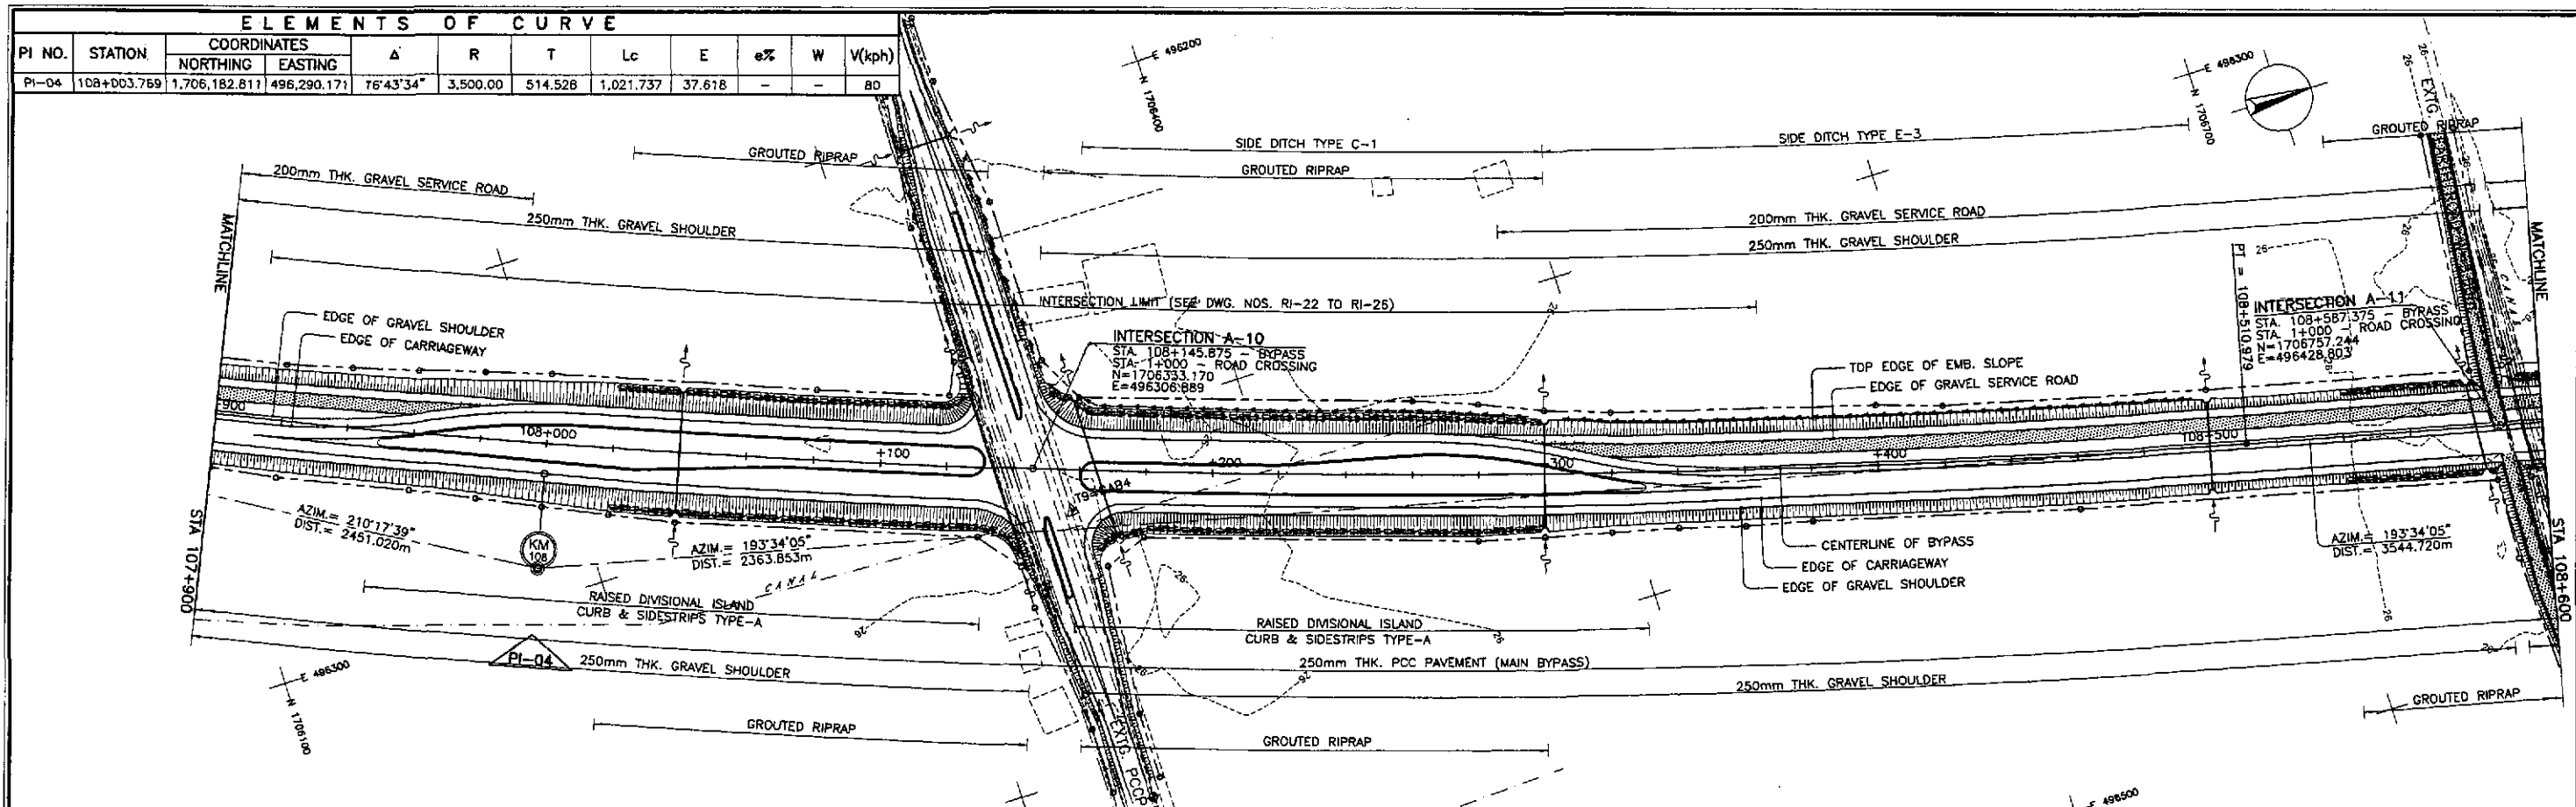 ELEMENTS OF CURVE
PI NO. STATION COORDINATES Δ R T Lc E e% W V(kph)
NORTHING EASTING
PI-04 108+003.769 1,706,182.811 496,290.171 76°43'34" 3,500.00 514.528 1,021.737 37.618 - - 80
E 496200
N 1706400
E 496300
N 1706700
26
26
EXTG.
GROUTED RIPRAP
SIDE DITCH TYPE C-1
SIDE DITCH TYPE E-3
GROUTED RIPRAP
GROUTED RIPRAP
200mm THK. GRAVEL SERVICE ROAD
250mm THK. GRAVEL SHOULDER
200mm THK. GRAVEL SERVICE ROAD
250mm THK. GRAVEL SHOULDER
MATCHLINE
MATCHLINE
CANAL
INTERSECTION LIMIT (SEE DWG. NOS. RI-22 TO RI-26)
PT = 108+510.979
INTERSECTION A-11
STA. 108+587.375 - BYPASS
STA. 1+000 - ROAD CROSSING
N=1706757.244
E=496428.803
EDGE OF GRAVEL SHOULDER
EDGE OF CARRIAGEWAY
INTERSECTION A-10
STA. 108+145.875 - BYPASS
STA. 1+000 - ROAD CROSSING
N=1706333.170
E=496306.889
TOP EDGE OF EMB. SLOPE
EDGE OF GRAVEL SERVICE ROAD
900
108+000
+100
+200
300
+400
108+500
AZIM.= 210°17'39"
DIST.= 2451.020m
KM
108
AZIM.= 193°34'05"
DIST.= 2363.853m
CANAL
CENTERLINE OF BYPASS
EDGE OF CARRIAGEWAY
EDGE OF GRAVEL SHOULDER
AZIM.= 193°34'05"
DIST.= 3544.720m
STA 107+900
STA 108+600
RAISED DIVISIONAL ISLAND
CURB & SIDESTRIPS TYPE-A
RAISED DIVISIONAL ISLAND
CURB & SIDESTRIPS TYPE-A
PI-04
250mm THK. GRAVEL SHOULDER
250mm THK. PCC PAVEMENT (MAIN BYPASS)
250mm THK. GRAVEL SHOULDER
E 496300
N 1706100
GROUTED RIPRAP
GROUTED RIPRAP
GROUTED RIPRAP
EXTG. PCCP
E 496500